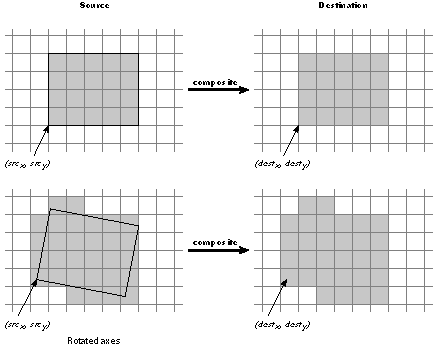 Source
Destination
composite
(srcx, srcy)
(destx, desty)
composite
(srcx, srcy)
(destx, desty)
Rotated axes